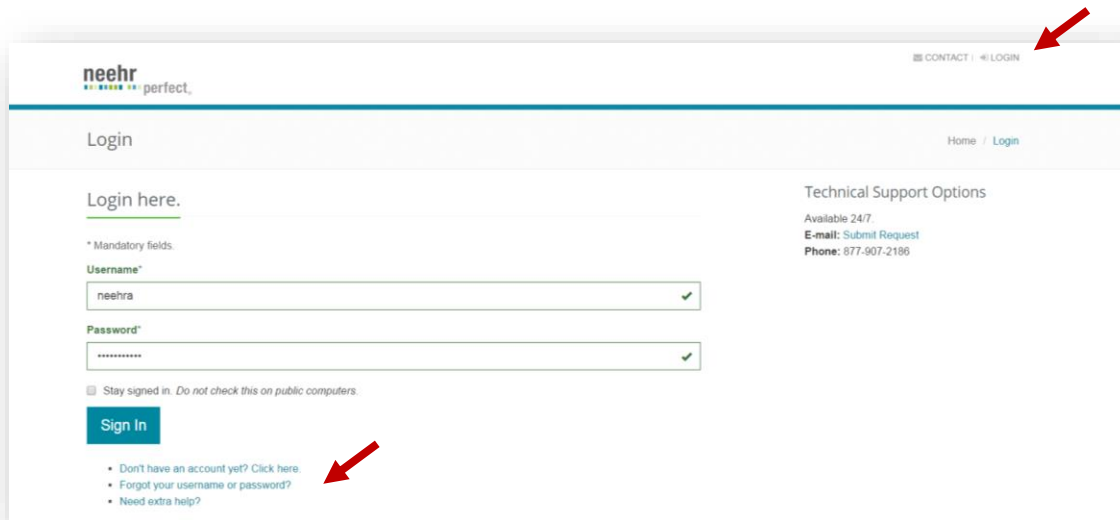 CONTACT | LOGIN
neehr
perfect®
Login
Home / Login
Login here.
Technical Support Options
Available 24/7.
E-mail: Submit Request
Phone: 877-907-2186
* Mandatory fields.
Username*
neehra
Password*
•••••••••••
Stay signed in. Do not check this on public computers.
Sign In
• Don't have an account yet? Click here.
• Forgot your username or password?
• Need extra help?